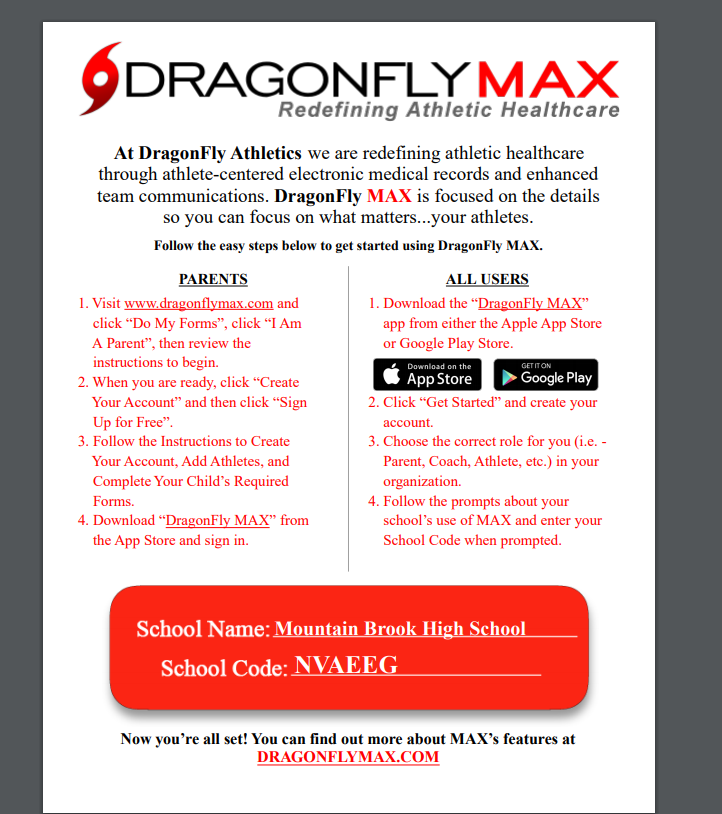 DRAGONFLYMAX
Redefining Athletic Healthcare
At DragonFly Athletics we are redefining athletic healthcare
through athlete-centered electronic medical records and enhanced
team communications. DragonFly MAX is focused on the details
so you can focus on what matters...your athletes.
Follow the easy steps below to get started using DragonFly MAX.
PARENTS
1. Visit www.dragonflymax.com and
click “Do My Forms”, click “I Am
A Parent”, then review the
instructions to begin.
2. When you are ready, click “Create
Your Account” and then click “Sign
Up for Free”.
3. Follow the Instructions to Create
Your Account, Add Athletes, and
Complete Your Child’s Required
Forms.
4. Download “DragonFly MAX” from
the App Store and sign in.
ALL USERS
1. Download the “DragonFly MAX”
app from either the Apple App Store
or Google Play Store.
Download on the
App Store
GET IT ON
Google Play
2. Click “Get Started” and create your
account.
3. Choose the correct role for you (i.e. -
Parent, Coach, Athlete, etc.) in your
organization.
4. Follow the prompts about your
school’s use of MAX and enter your
School Code when prompted.
School Name: Mountain Brook High School
School Code: NVAEEG
Now you’re all set! You can find out more about MAX’s features at
DRAGONFLYMAX.COM